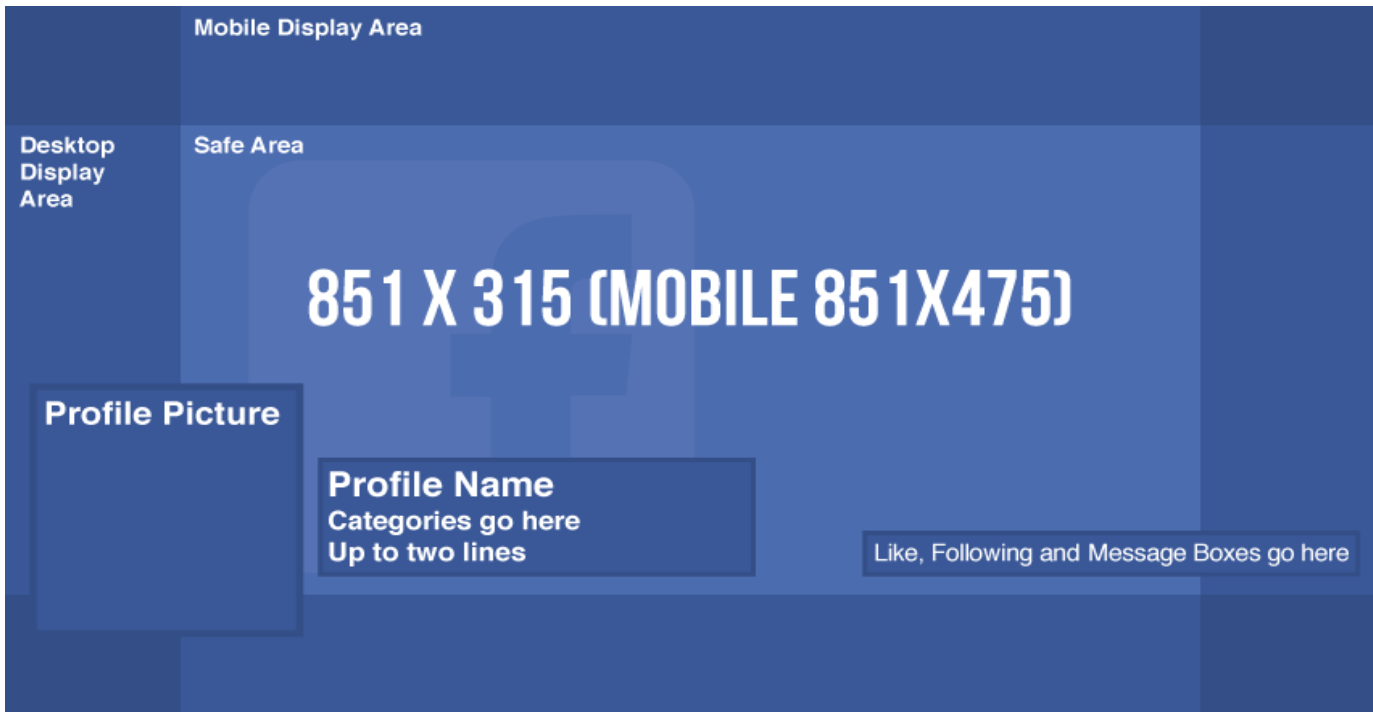 Mobile Display Area
Desktop
Display
Area
Safe Area
851 X 315 (MOBILE 851X475)
Profile Picture
Profile Name
Categories go here
Up to two lines
Like, Following and Message Boxes go here